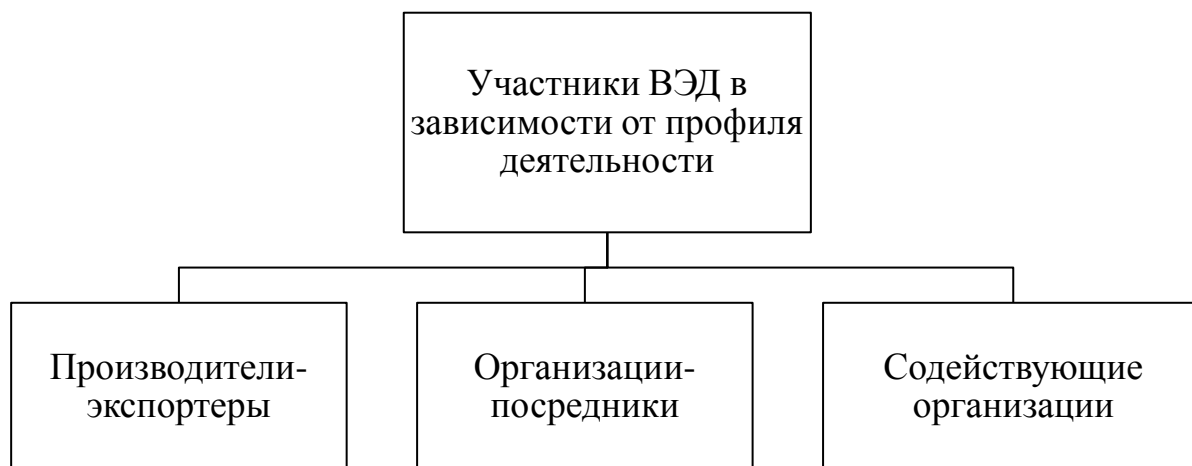 Участники ВЭД в
зависимости от профиля
деятельности
Производители-
экспортеры
Организации-
посредники
Содействующие
организации